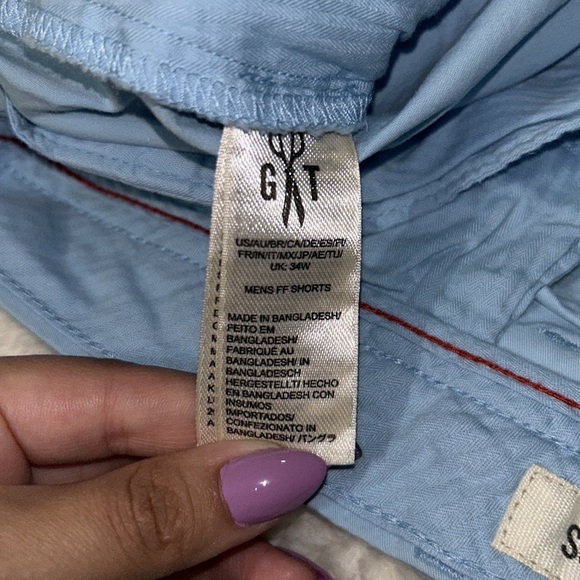 G T
US/AU/BR/CA/DE/ES/FI/
FR/IN/IT/MX/JP/AE/TU/
UK: 34W
MENS FF SHORTS
MADE IN BANGLADESH/
FEITO EM
BANGLADESH/
FABRIQUÉ AU
BANGLADESH/ IN
BANGLADESCH
HERGESTELLT/ HECHO
EN BANGLADESH CON
INSUMOS
IMPORTADOS/
CONFEZIONATO IN
BANGLADESH/ バングラ
S